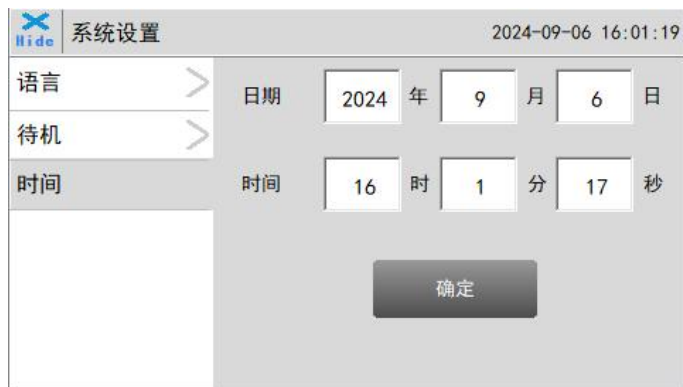 Hide 系统设置 2024-09-06 16:01:19
语言
待机
时间
日期 2024 年 9 月 6 日
时间 16 时 1 分 17 秒
确定